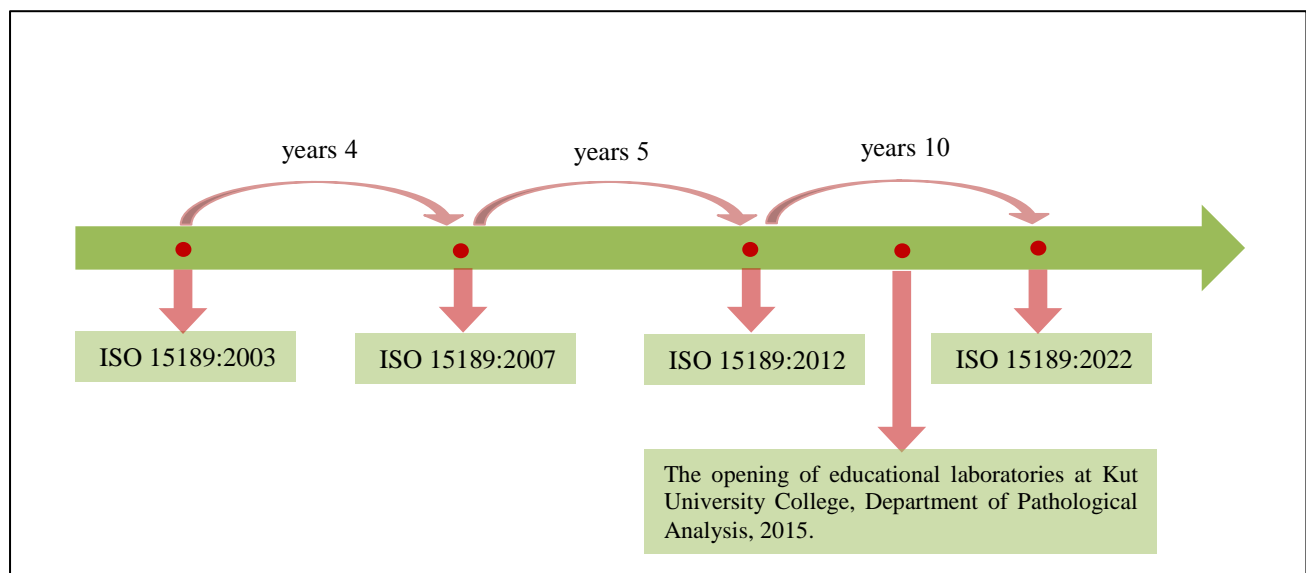 years 4
years 5
years 10
ISO 15189:2003
ISO 15189:2007
ISO 15189:2012
ISO 15189:2022
The opening of educational laboratories at Kut
University College, Department of Pathological
Analysis, 2015.